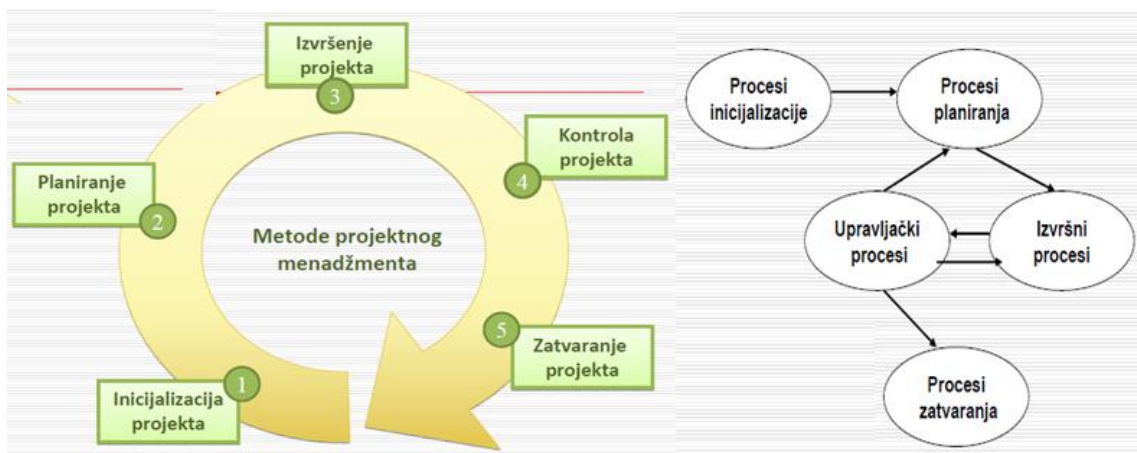 Izvršenje
projekta
3
Kontrola
projekta
4
Planiranje
projekta
2
Metode projektnog
menadžmenta
5
Zatvaranje
projekta
1
Inicijalizacija
projekta
Procesi
inicijalizacije
Procesi
planiranja
Upravljački
procesi
Izvršni
procesi
Procesi
zatvaranja